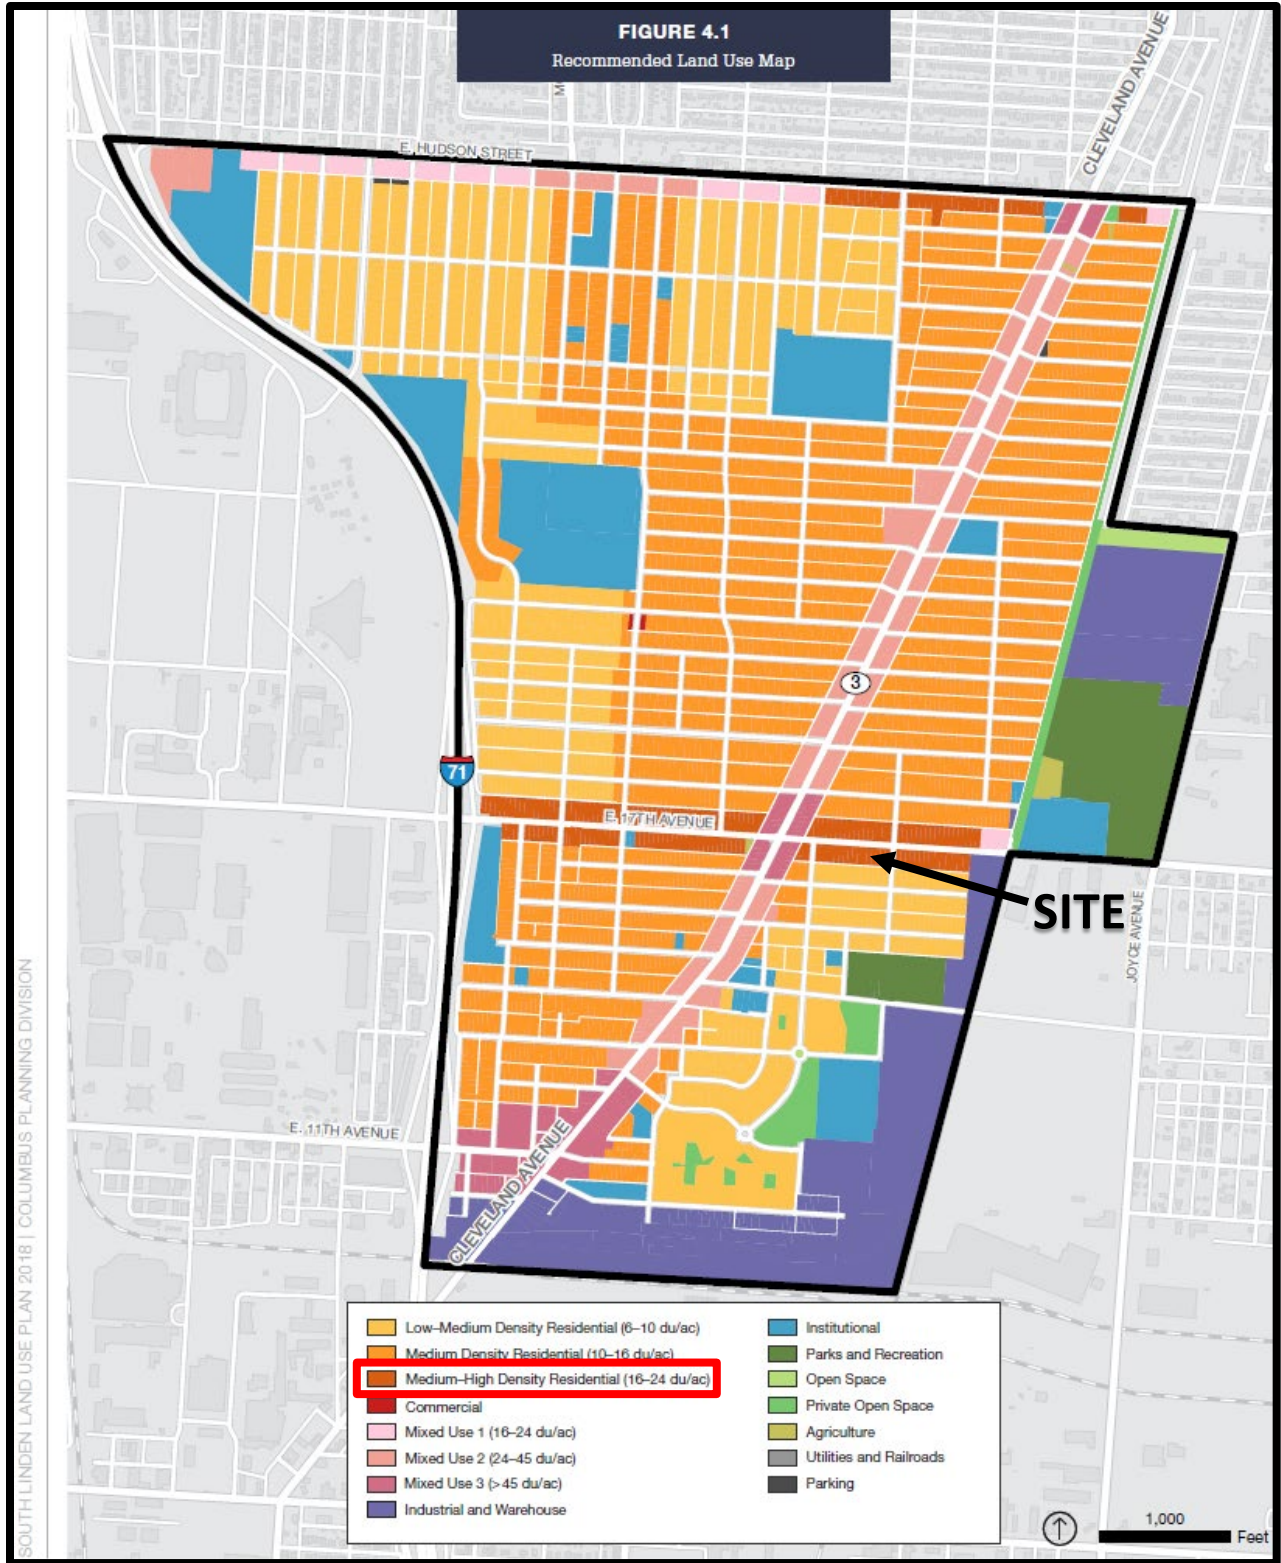 FIGURE 4.1
Recommended Land Use Map
CLEVELAND AVENUE
E. HUDSON STREET
3
71
E. 17TH AVENUE
SITE
JOYCE AVENUE
E. 11TH AVENUE
CLEVELAND AVENUE
SOUTH LINDEN LAND USE PLAN 2018 | COLUMBUS PLANNING DIVISION
Low–Medium Density Residential (6–10 du/ac)
Medium Density Residential (10–16 du/ac)
Medium–High Density Residential (16–24 du/ac)
Commercial
Mixed Use 1 (16–24 du/ac)
Mixed Use 2 (24–45 du/ac)
Mixed Use 3 (>45 du/ac)
Industrial and Warehouse
Institutional
Parks and Recreation
Open Space
Private Open Space
Agriculture
Utilities and Railroads
Parking
1,000
Feet